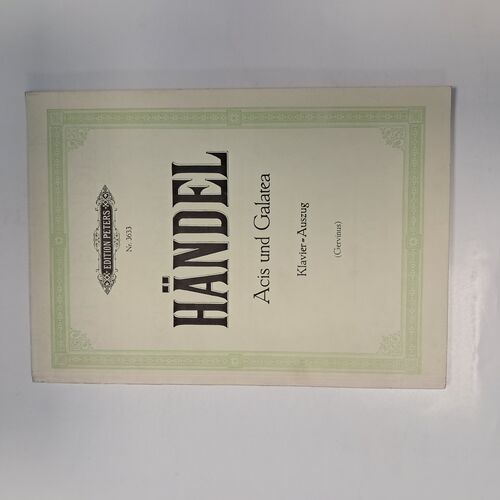 EDITION PETERS
Nr. 3633
HÄNDEL
Acis und Galatea
Klavier=Auszug
(Gervinus)